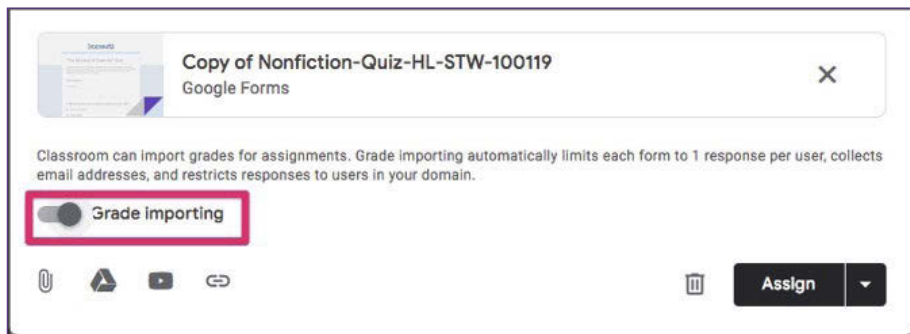 Copy of Nonfiction-Quiz-HL-STW-100119
Google Forms
Classroom can import grades for assignments. Grade importing automatically limits each form to 1 response per user, collects
email addresses, and restricts responses to users in your domain.
Grade importing
Assign